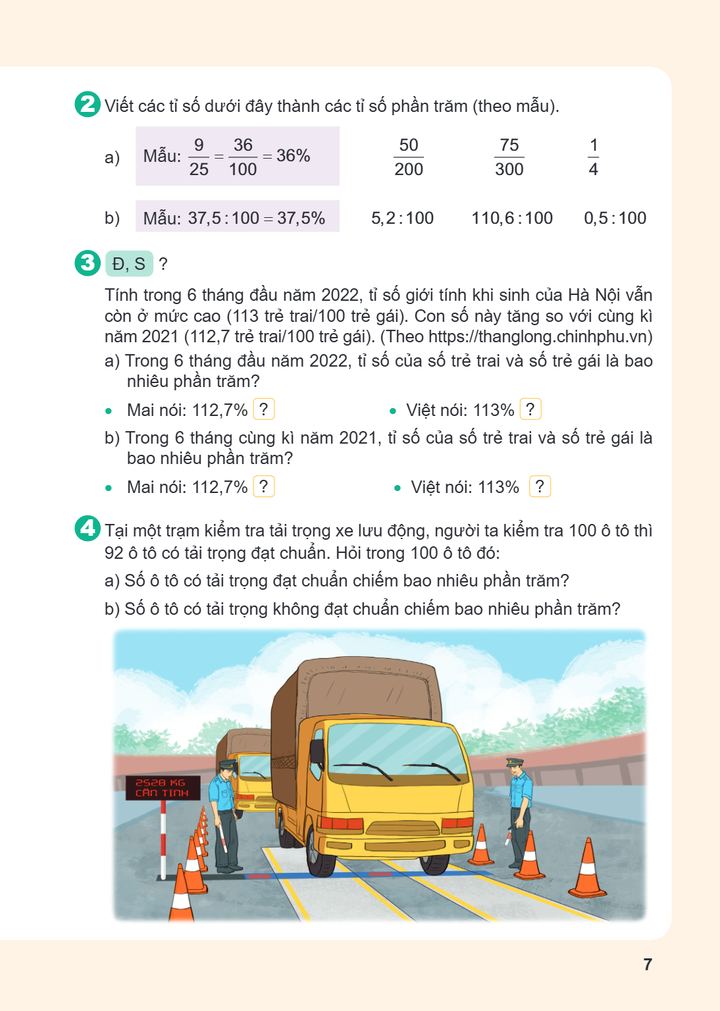 2 Viết các tỉ số dưới đây thành các tỉ số phần trăm (theo mẫu).
a) Mẫu: 9/25 = 36/100 = 36% 50/200 75/300 1/4
b) Mẫu: 37,5 : 100 = 37,5% 5,2 : 100 110,6 : 100 0,5 : 100
3 Đ, S ?
Tính trong 6 tháng đầu năm 2022, tỉ số giới tính khi sinh của Hà Nội vẫn
còn ở mức cao (113 trẻ trai/100 trẻ gái). Con số này tăng so với cùng kì
năm 2021 (112,7 trẻ trai/100 trẻ gái). (Theo https://thanglong.chinhphu.vn)
a) Trong 6 tháng đầu năm 2022, tỉ số của số trẻ trai và số trẻ gái là bao
nhiêu phần trăm?
• Mai nói: 112,7% ? • Việt nói: 113% ?
b) Trong 6 tháng cùng kì năm 2021, tỉ số của số trẻ trai và số trẻ gái là
bao nhiêu phần trăm?
• Mai nói: 112,7% ? • Việt nói: 113% ?
4 Tại một trạm kiểm tra tải trọng xe lưu động, người ta kiểm tra 100 ô tô thì
92 ô tô có tải trọng đạt chuẩn. Hỏi trong 100 ô tô đó:
a) Số ô tô có tải trọng đạt chuẩn chiếm bao nhiêu phần trăm?
b) Số ô tô có tải trọng không đạt chuẩn chiếm bao nhiêu phần trăm?
2528 KG
CÂN TĨNH
7